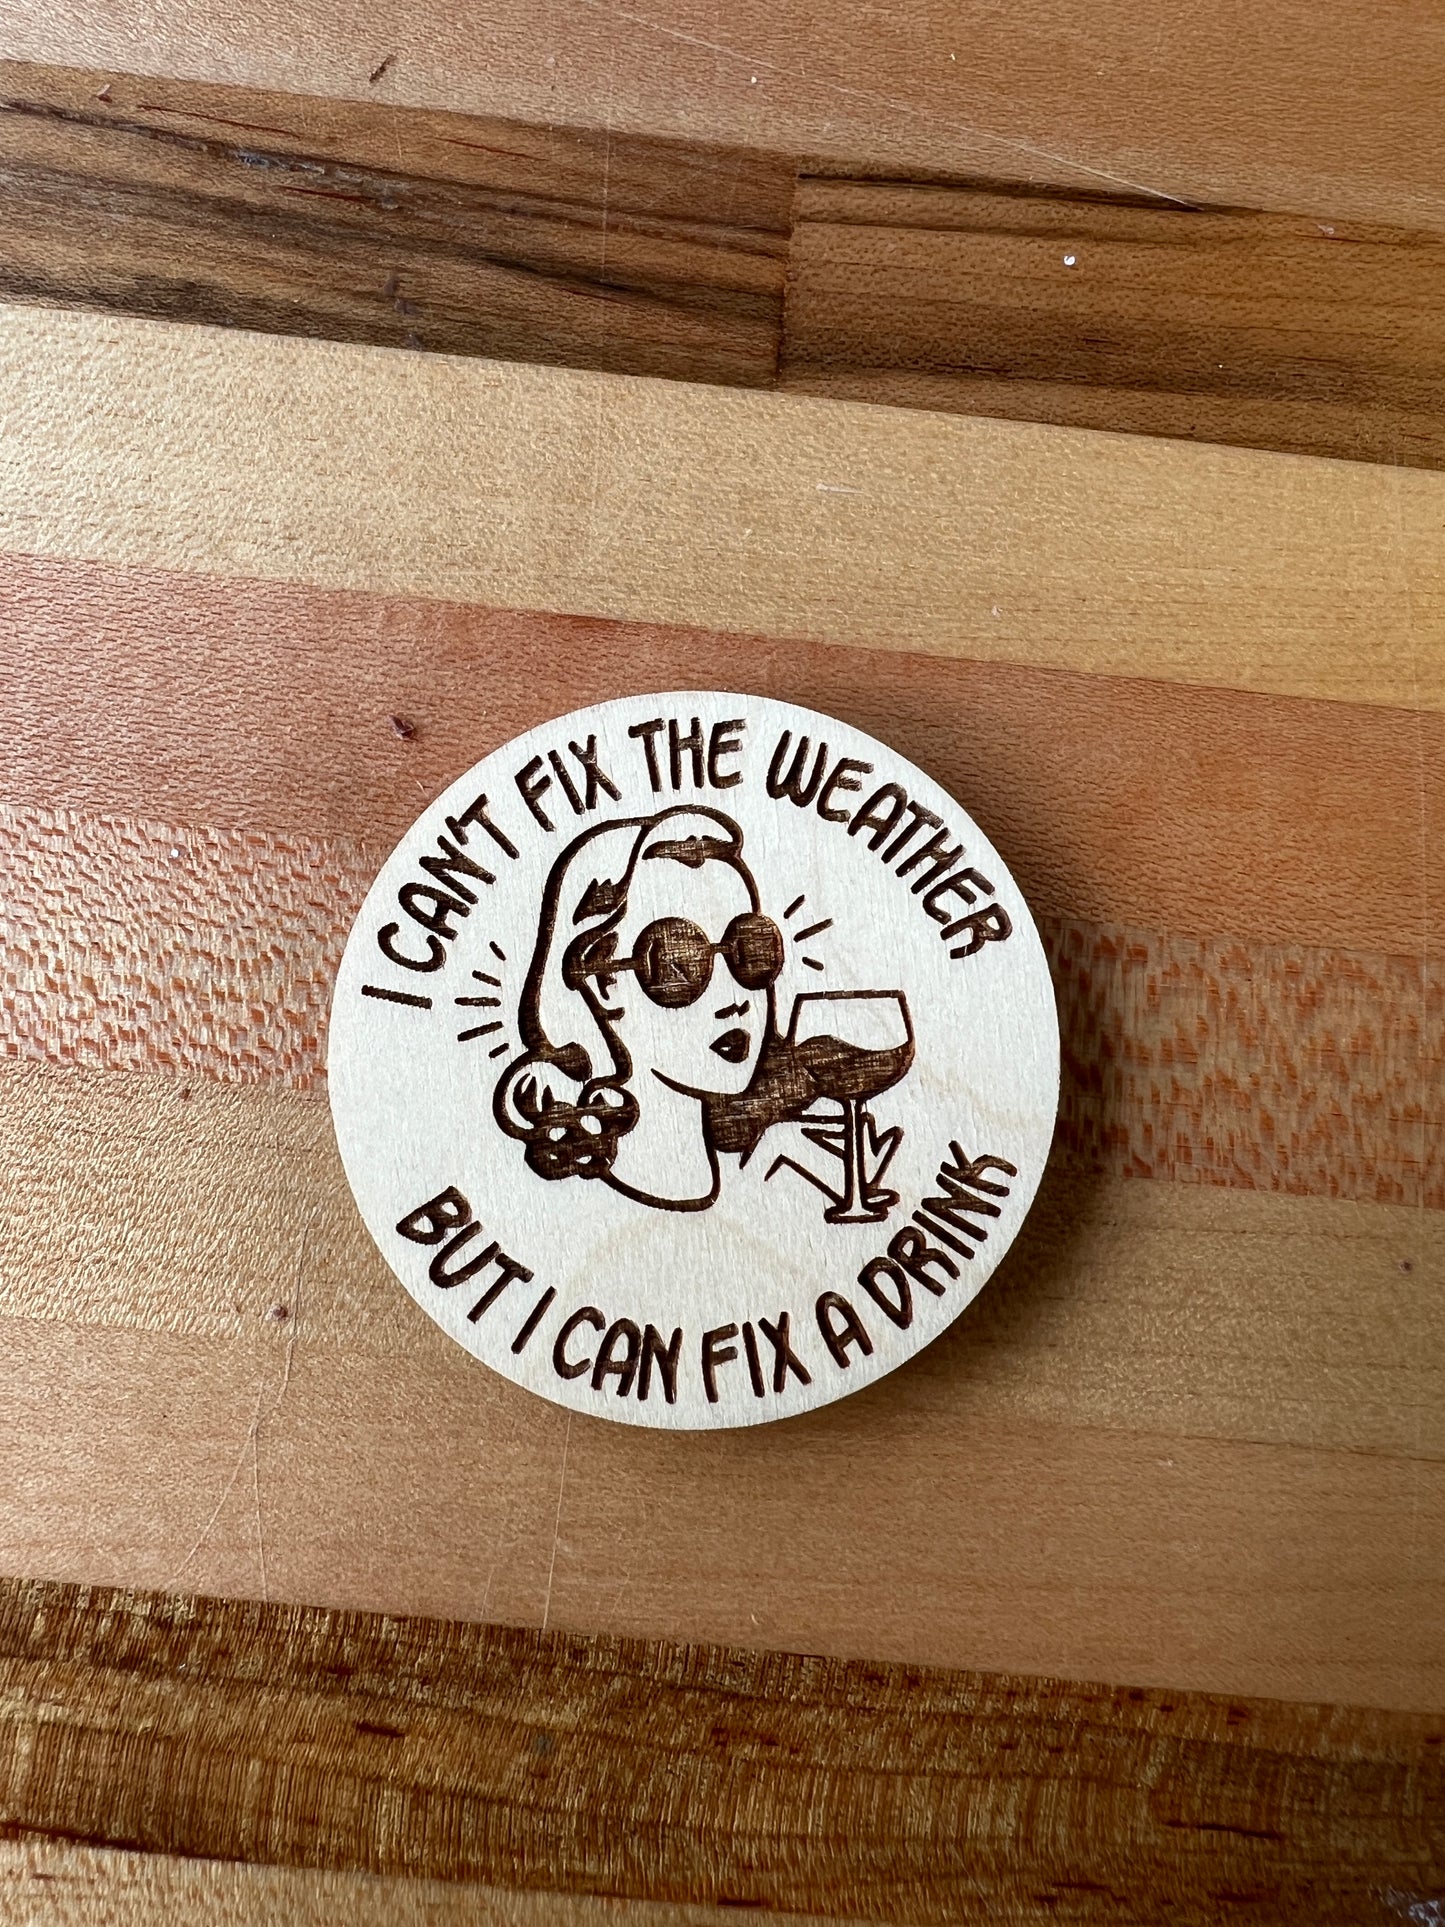 I CAN'T FIX THE WEATHER
BUT I CAN FIX A DRINK